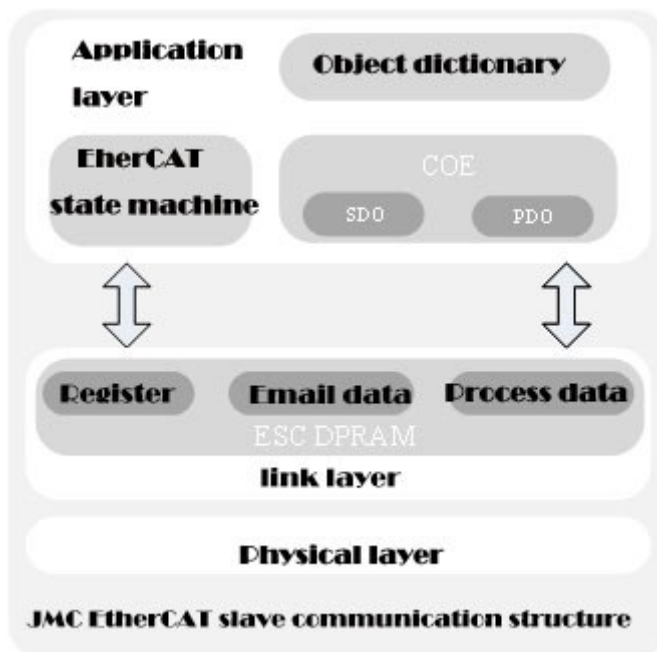 Application
layer
Object dictionary
EherCAT
state machine
COE
SDO
PDO
Register
Email data
Process data
ESC DPRAM
link layer
Physical layer
JMC EtherCAT slave communication structure